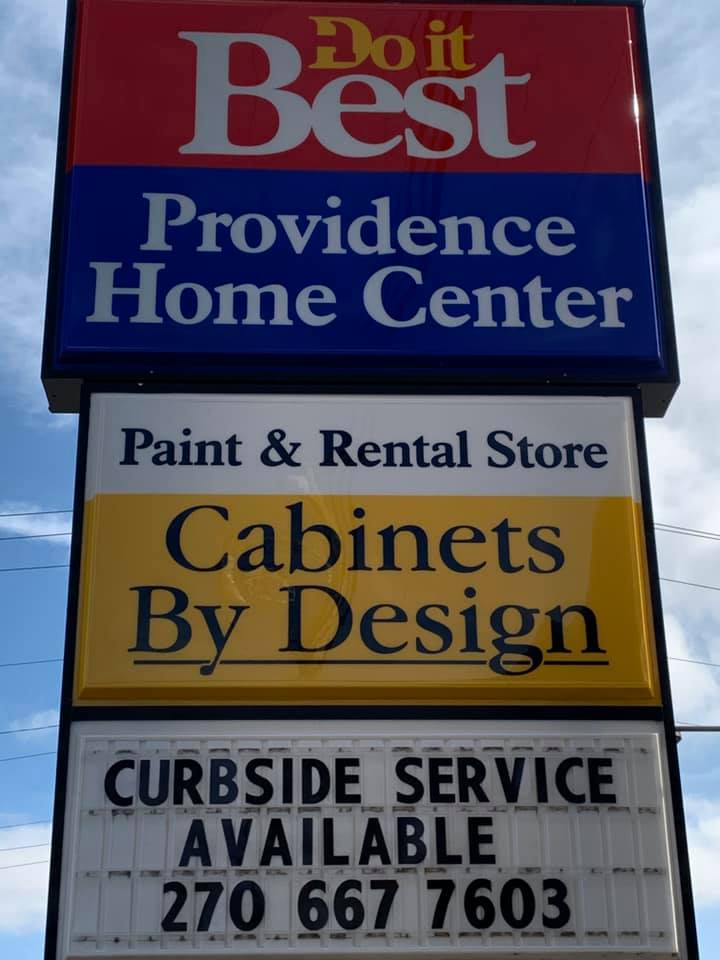 Do it
Best
Providence
Home Center
Paint & Rental Store
Cabinets
By Design
CURBSIDE SERVICE
AVAILABLE
270 667 7603